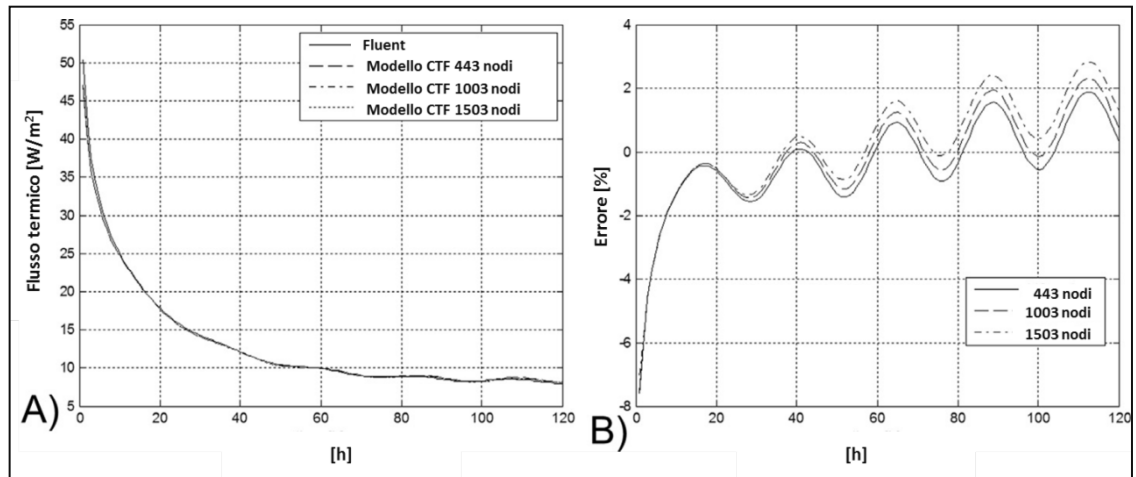 55
50
45
40
35
30
25
20
15
10
5
Flusso termico [W/m²]
Fluent
Modello CTF 443 nodi
Modello CTF 1003 nodi
Modello CTF 1503 nodi
0 20 40 60 80 100 120
A)
[h]
4
2
0
-2
-4
-6
-8
Errore [%]
443 nodi
1003 nodi
1503 nodi
0 20 40 60 80 100 120
B)
[h]